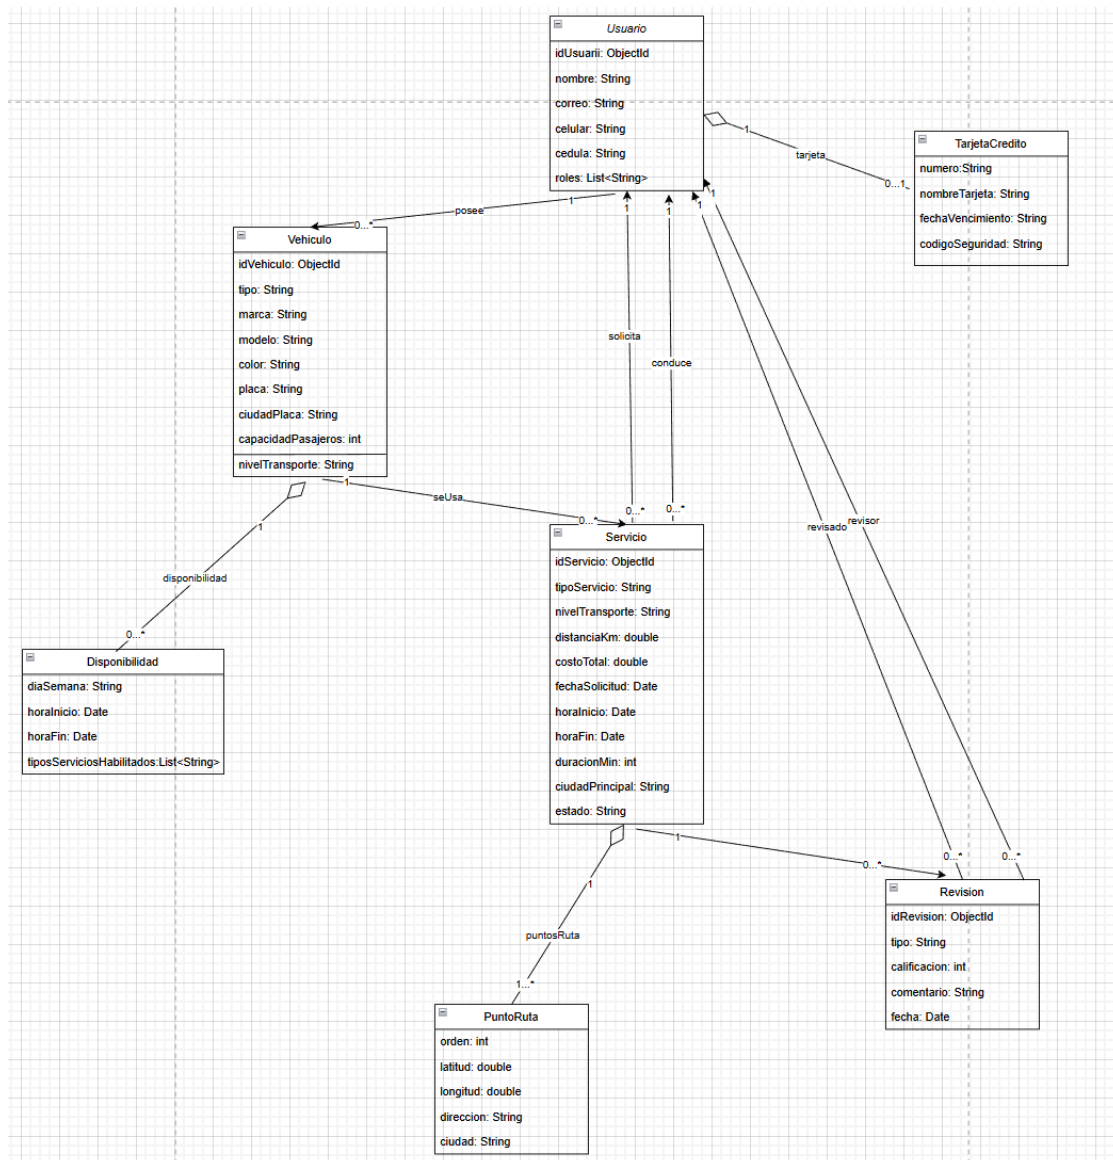 Usuario
idUsuarii: ObjectId
nombre: String
correo: String
celular: String
cedula: String
roles: List<String>
1
tarjeta
0...1
TarjetaCredito
numero:String
nombreTarjeta: String
fechaVencimiento: String
codigoSeguridad: String
1
posee
0...*
1
1
1
1
Vehiculo
idVehiculo: ObjectId
tipo: String
marca: String
modelo: String
color: String
placa: String
ciudadPlaca: String
capacidadPasajeros: int
nivelTransporte: String
solicita
conduce
1
seUsa
0...*
0...*
0...*
1
disponibilidad
0...*
revisado
revisor
Disponibilidad
diaSemana: String
horaInicio: Date
horaFin: Date
tiposServiciosHabilitados:List<String>
Servicio
idServicio: ObjectId
tipoServicio: String
nivelTransporte: String
distanciaKm: double
costoTotal: double
fechaSolicitud: Date
horaInicio: Date
horaFin: Date
duracionMin: int
ciudadPrincipal: String
estado: String
1
0...*
0...*
0...*
1
puntosRuta
1...*
Revision
idRevision: ObjectId
tipo: String
calificacion: int
comentario: String
fecha: Date
PuntoRuta
orden: int
latitud: double
longitud: double
direccion: String
ciudad: String